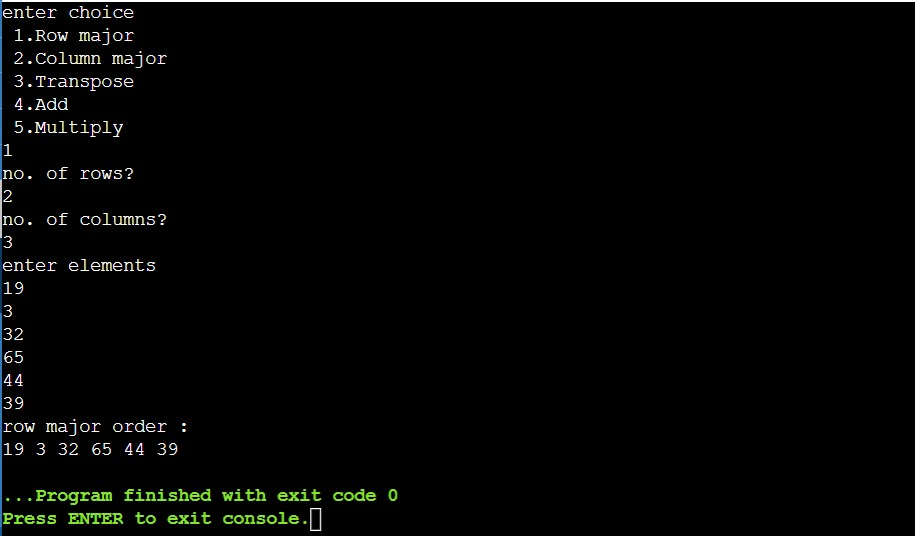 enter choice
1.Row major
2.Column major
3.Transpose
4.Add
5.Multiply
1
no. of rows?
2
no. of columns?
3
enter elements
19
3
32
65
44
39
row major order :
19 3 32 65 44 39
...Program finished with exit code 0
Press ENTER to exit console.